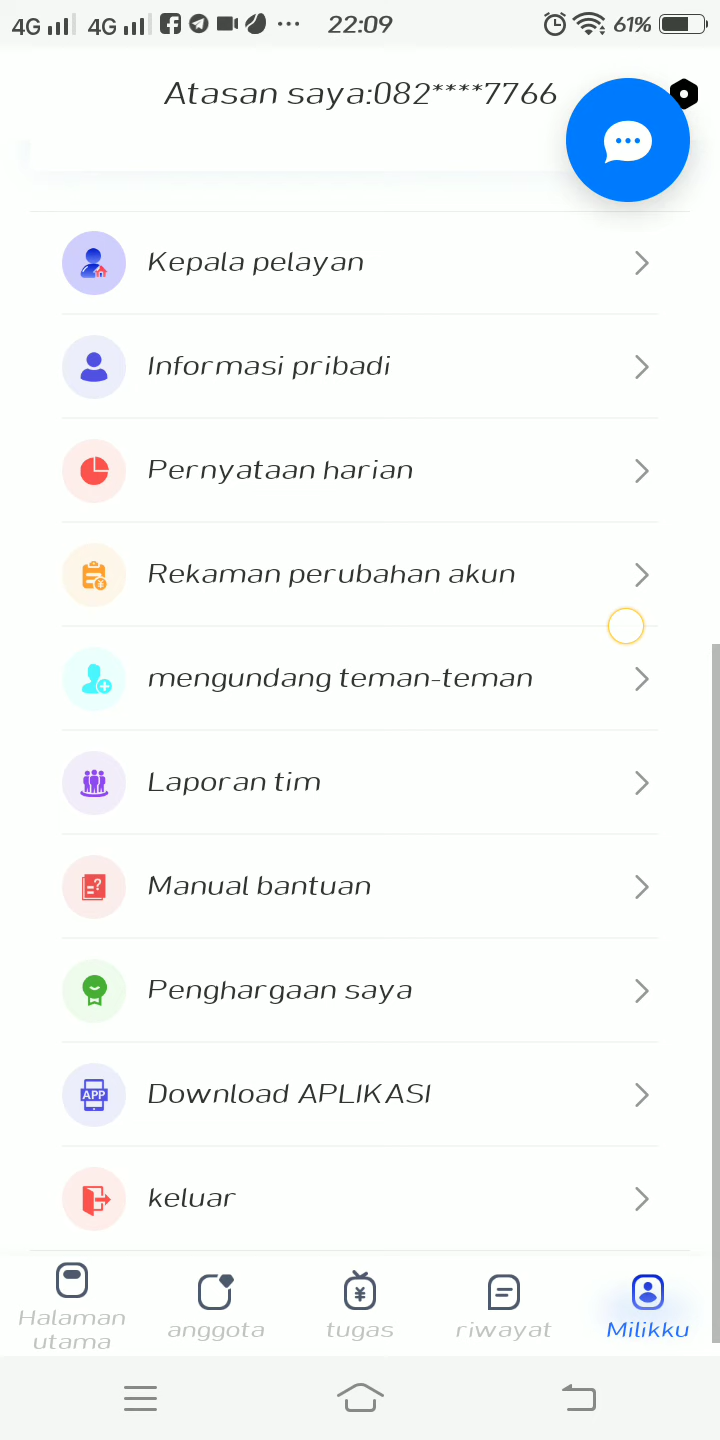 4G 4G 22:09 61%
Atasan saya:082****7766
Kepala pelayan
Informasi pribadi
Pernyataan harian
Rekaman perubahan akun
mengundang teman-teman
Laporan tim
Manual bantuan
Penghargaan saya
APP
Download APLIKASI
keluar
Halaman
utama
anggota
tugas
riwayat
Milikku